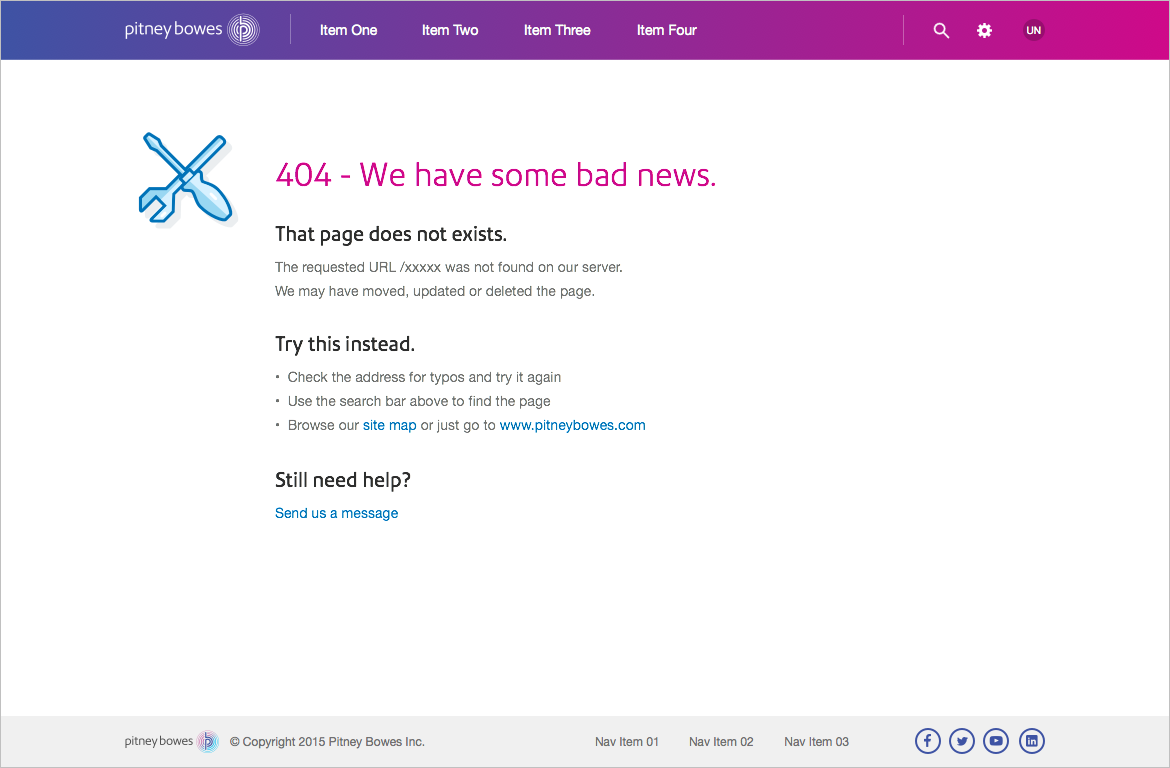 pitney bowes Item One Item Two Item Three Item Four UN
404 - We have some bad news.
That page does not exists.
The requested URL /xxxxx was not found on our server.
We may have moved, updated or deleted the page.
Try this instead.
• Check the address for typos and try it again
• Use the search bar above to find the page
• Browse our site map or just go to www.pitneybowes.com
Still need help?
Send us a message
pitney bowes © Copyright 2015 Pitney Bowes Inc. Nav Item 01 Nav Item 02 Nav Item 03